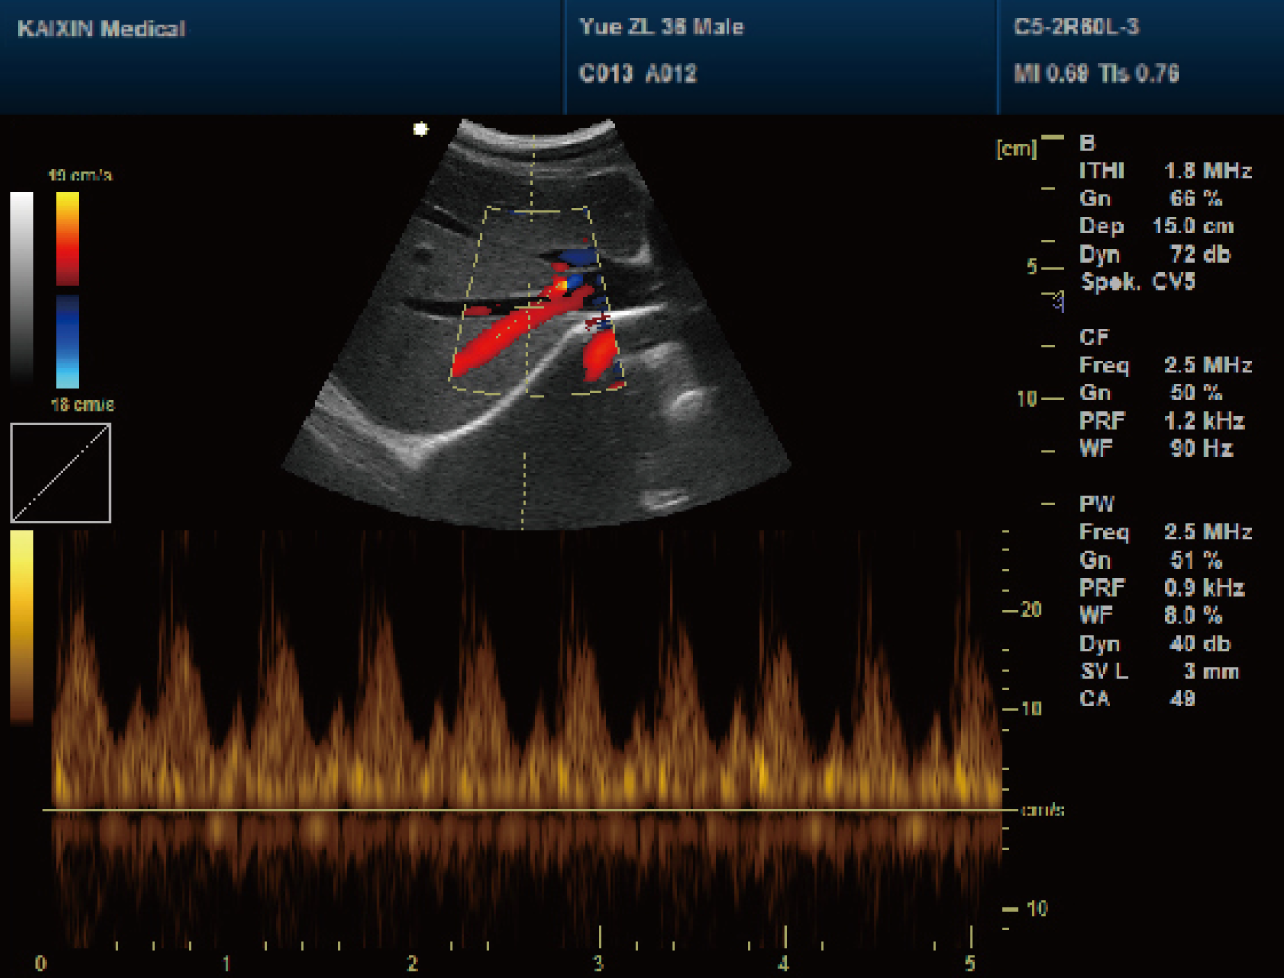 KAIXIN Medical
Yue ZL 36 Male
C013 A012
C5-2R60L-3
MI 0.69 TIs 0.76
19 cm/s
18 cm/s
[cm]
5
10
B
ITHI 1.8 MHz
Gn 66 %
Dep 15.0 cm
Dyn 72 db
Spok. CV5
CF
Freq 2.5 MHz
Gn 50 %
PRF 1.2 kHz
WF 90 Hz
PW
Freq 2.5 MHz
Gn 51 %
PRF 0.9 kHz
WF 8.0 %
Dyn 40 db
SV L 3 mm
CA 49
20
10
cm/s
10
0 1 2 3 4 5